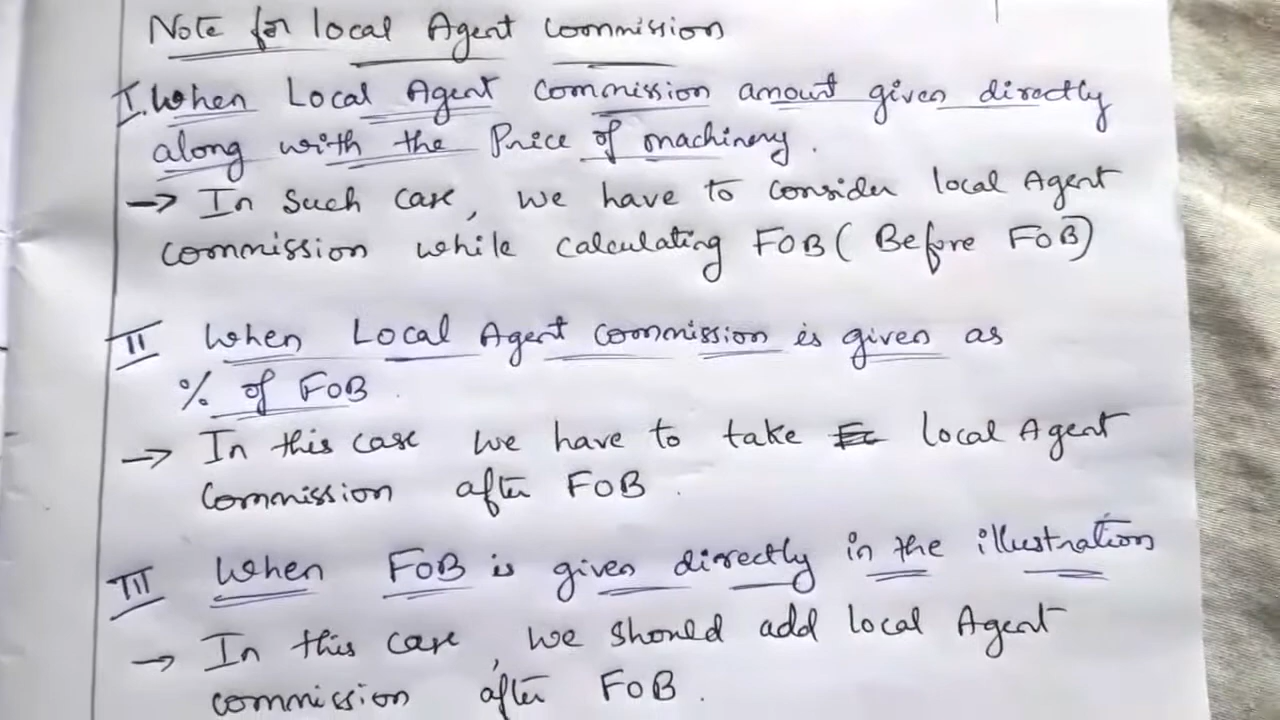 Note for local Agent commission
I. When Local Agent commission amount given directly
along with the Price of machinery.
→ In Such case, we have to consider local Agent
commission while calculating FOB (Before FOB)
II When Local Agent commission is given as
% of FOB.
→ In this case we have to take local Agent
Commission after FOB.
III When FOB is given directly in the illustration
→ In this case, we should add local Agent
commission after FOB.